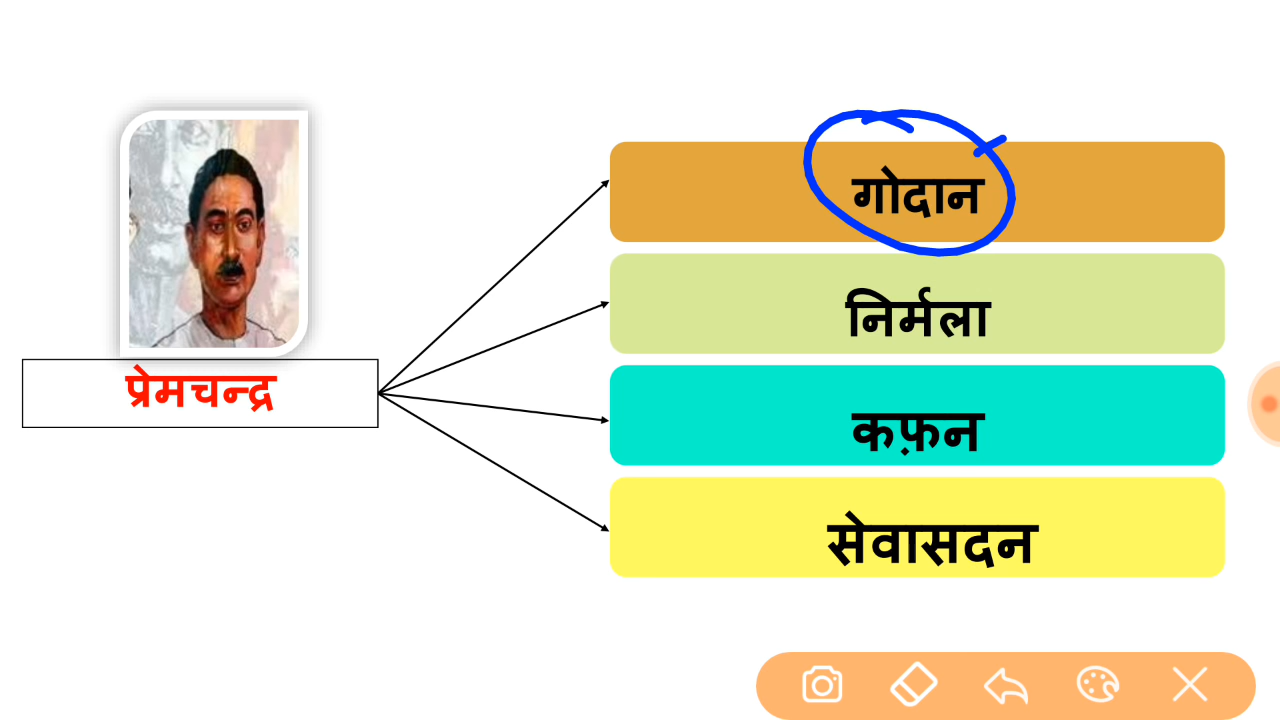 प्रेमचन्द्र
गोदान
निर्मला
कफ़न
सेवासदन